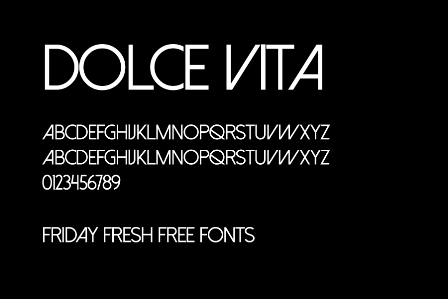 DOLCE VITA
ABCDEFGHIJKLMNOPQRSTUVWXYZ
ABCDEFGHIJKLMNOPQRSTUVWXYZ
0123456789
FRIDAY FRESH FREE FONTS